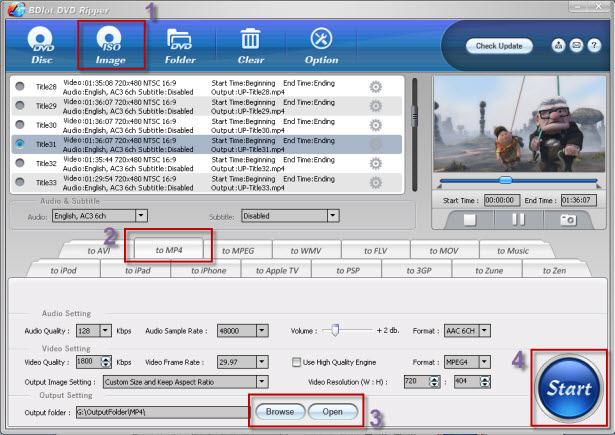 BDlot DVD Ripper
1
DVD
ISO
DVD
Disc Image Folder Clear Option
Check Update
?
Title28 Video:01:35:08 720x480 NTSC 16:9 Start Time:Beginning End Time:Ending
Audio:English, AC3 6ch Subtitle:Disabled Output:UP-Title28.mp4
Title29 Video:01:36:07 720x480 NTSC 16:9 Start Time:Beginning End Time:Ending
Audio:English, AC3 6ch Subtitle:Disabled Output:UP-Title29.mp4
Title30 Video:01:36:07 720x480 NTSC 16:9 Start Time:Beginning End Time:Ending
Audio:English, AC3 6ch Subtitle:Disabled Output:UP-Title30.mp4
Title31 Video:01:36:07 720x480 NTSC 16:9 Start Time:Beginning End Time:Ending
Audio:English, AC3 6ch Subtitle:Disabled Output:UP-Title31.mp4
Title32 Video:01:35:44 720x480 NTSC 16:9 Start Time:Beginning End Time:Ending
Audio:English, AC3 6ch Subtitle:Disabled Output:UP-Title32.mp4
Title33 Video:01:29:54 720x480 NTSC 16:9 Start Time:Beginning End Time:Ending
Audio:English, AC3 6ch Subtitle:Disabled Output:UP-Title33.mp4
Start Time : 00:00:00 End Time : 01:36:07
Audio & Subtitle
Audio: English, AC3 6ch Subtitle: Disabled
2
to AVI to MP4 to MPEG to WMV to FLV to MOV to Music
to iPod to iPad to iPhone to Apple TV to PSP to 3GP to Zune to Zen
Audio Setting
Audio Quality : 128 Kbps Audio Sample Rate : 48000 Volume : + 2 db. Format : AAC 6CH
Video Setting
Video Quality : 1800 Kbps Video Frame Rate : 29.97 Use High Quality Engine Format : MPEG4
Output Image Setting : Custom Size and Keep Aspect Ratio Video Resolution (W : H) : 720 : 404
Output Setting
Output folder : G:\OutputFolder\MP4\ Browse Open
3
4
Start